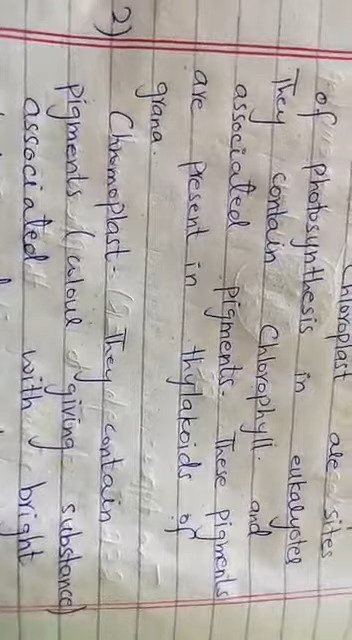 Chloroplast are sites
of photosynthesis in eukalyotes
They contain Chlorophyll. and
associated pigments. These pigments
are present in thylakoids of
grana.
2) Chromoplast- They contain
pigments (colour giving substance)
associated with bright